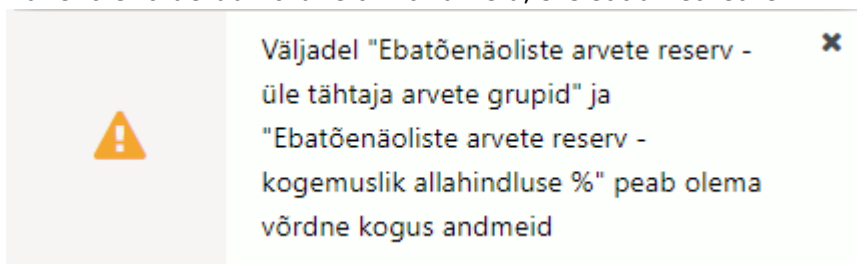 Väljadel "Ebatõenäoliste arvete reserv -
üle tähtaja arvete grupid" ja
"Ebatõenäoliste arvete reserv -
kogemuslik allahindluse %" peab olema
võrdne kogus andmeid